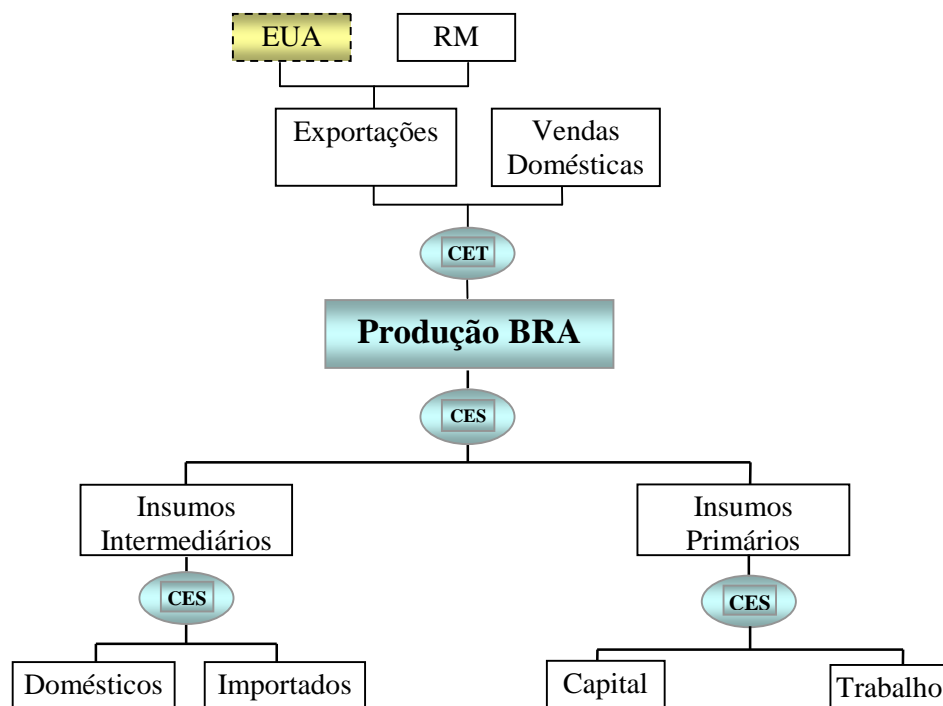 EUA
RM
Exportações
Vendas
Domésticas
CET
Produção BRA
CES
Insumos
Intermediários
Insumos
Primários
CES
CES
Domésticos
Importados
Capital
Trabalho